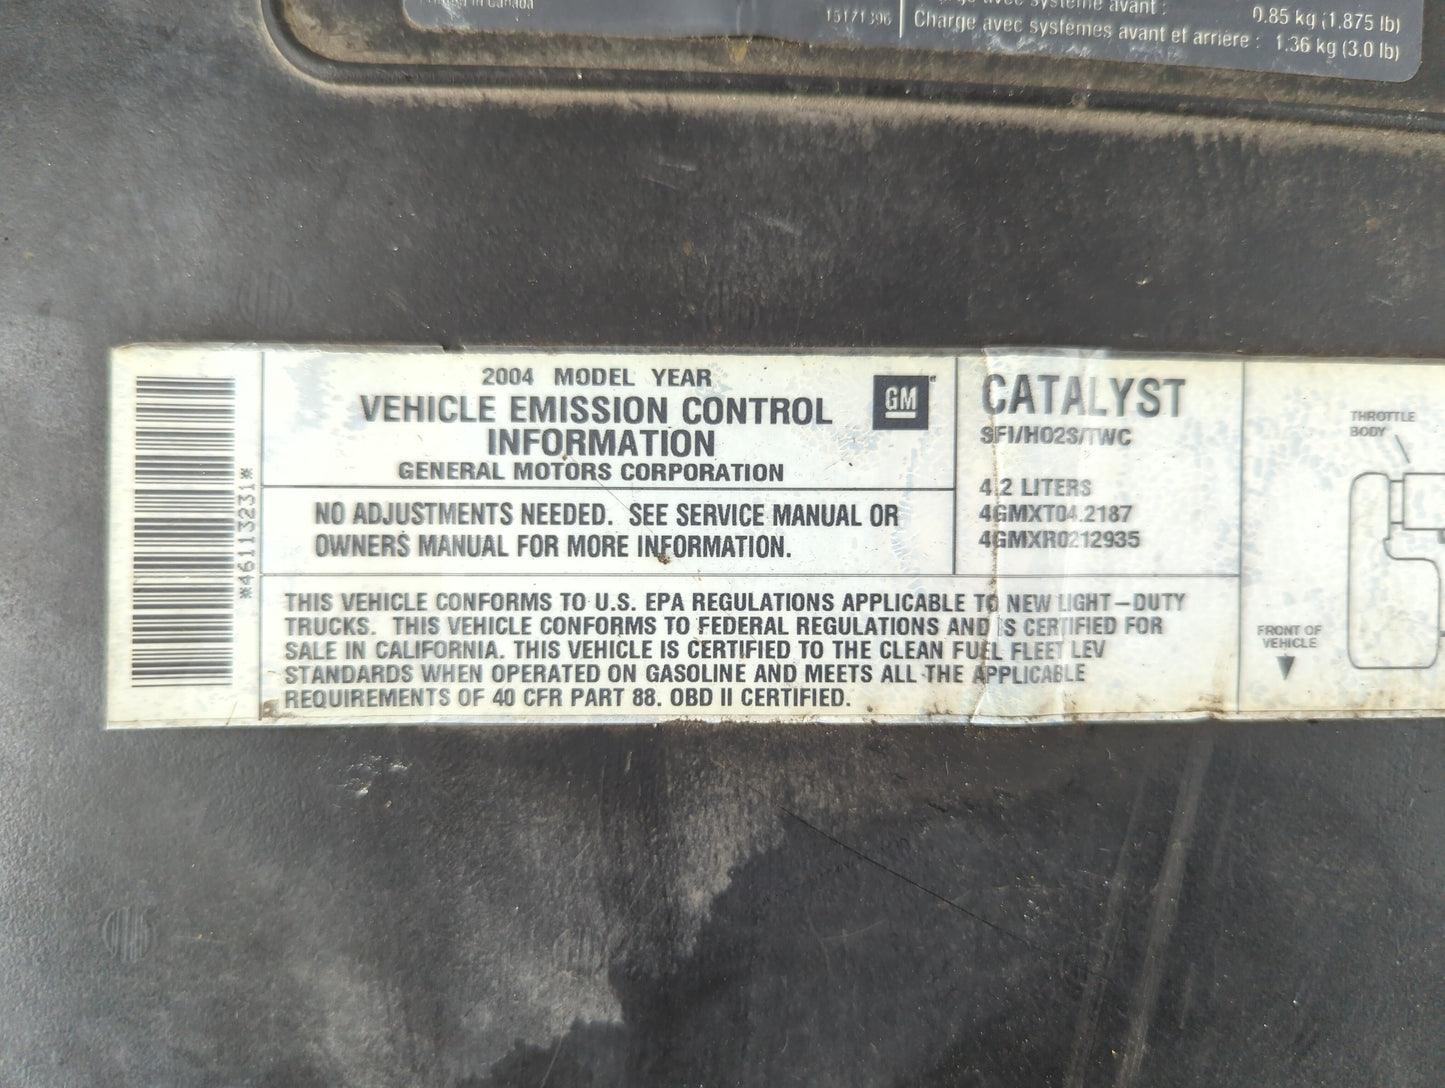 in Canada
15171396
avec système avant : 0.85 kg (1.875 lb)
Charge avec systèmes avant et arrière : 1.36 kg (3.0 lb)
*46113231*
2004 MODEL YEAR
VEHICLE EMISSION CONTROL
INFORMATION
GENERAL MOTORS CORPORATION
GM
NO ADJUSTMENTS NEEDED. SEE SERVICE MANUAL OR
OWNERS MANUAL FOR MORE INFORMATION.
CATALYST
SFI/HO2S/TWC
4.2 LITERS
4GMXT04.2187
4GMXR0212935
THIS VEHICLE CONFORMS TO U.S. EPA REGULATIONS APPLICABLE TO NEW LIGHT-DUTY
TRUCKS. THIS VEHICLE CONFORMS TO FEDERAL REGULATIONS AND IS CERTIFIED FOR
SALE IN CALIFORNIA. THIS VEHICLE IS CERTIFIED TO THE CLEAN FUEL FLEET LEV
STANDARDS WHEN OPERATED ON GASOLINE AND MEETS ALL THE APPLICABLE
REQUIREMENTS OF 40 CFR PART 88. OBD II CERTIFIED.
THROTTLE
BODY
FRONT OF
VEHICLE